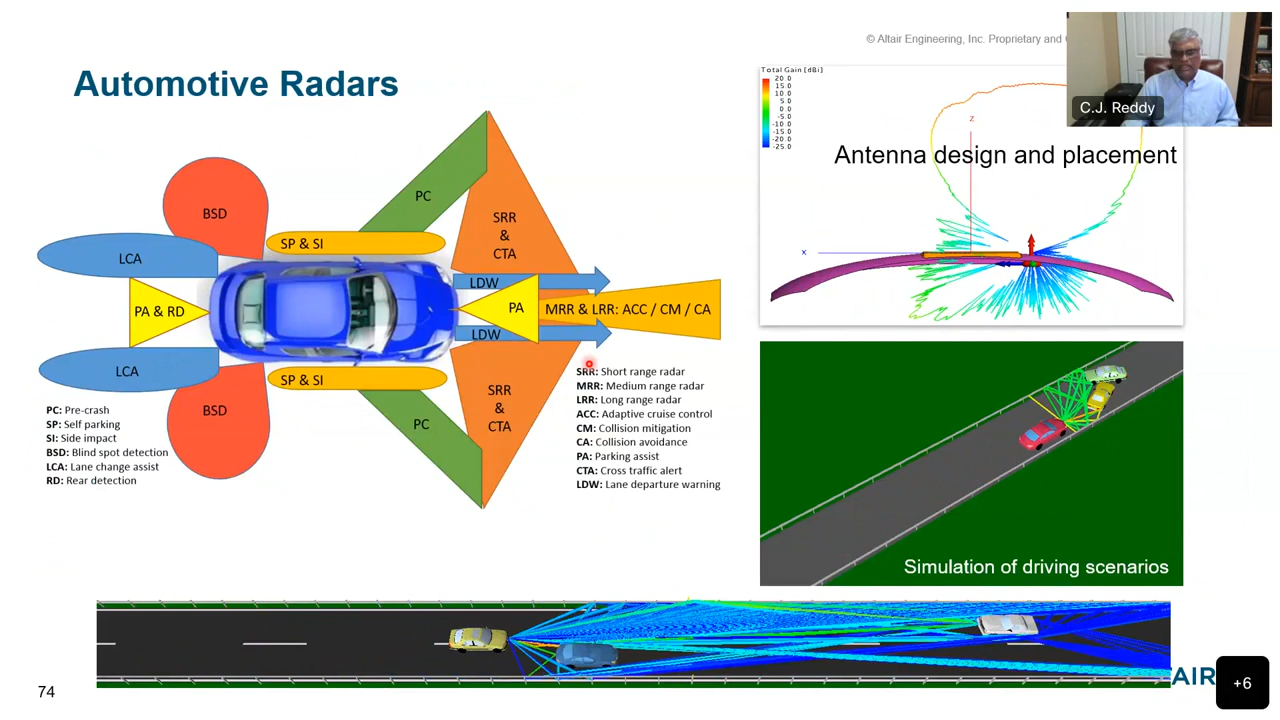 © Altair Engineering, Inc. Proprietary and
Automotive Radars
C.J. Reddy
PC
BSD
SRR
&
CTA
SP & SI
LCA
LDW
PA & RD
PA
MRR & LRR: ACC / CM / CA
LDW
LCA
SP & SI
BSD
SRR
&
CTA
PC
PC: Pre-crash
SP: Self parking
SI: Side impact
BSD: Blind spot detection
LCA: Lane change assist
RD: Rear detection
SRR: Short range radar
MRR: Medium range radar
LRR: Long range radar
ACC: Adaptive cruise control
CM: Collision mitigation
CA: Collision avoidance
PA: Parking assist
CTA: Cross traffic alert
LDW: Lane departure warning
Total Gain [dBi]
20.0
15.0
10.0
5.0
0.0
-5.0
-10.0
-15.0
-20.0
-25.0
Z
Antenna design and placement
X
Simulation of driving scenarios
74
AIR
+6